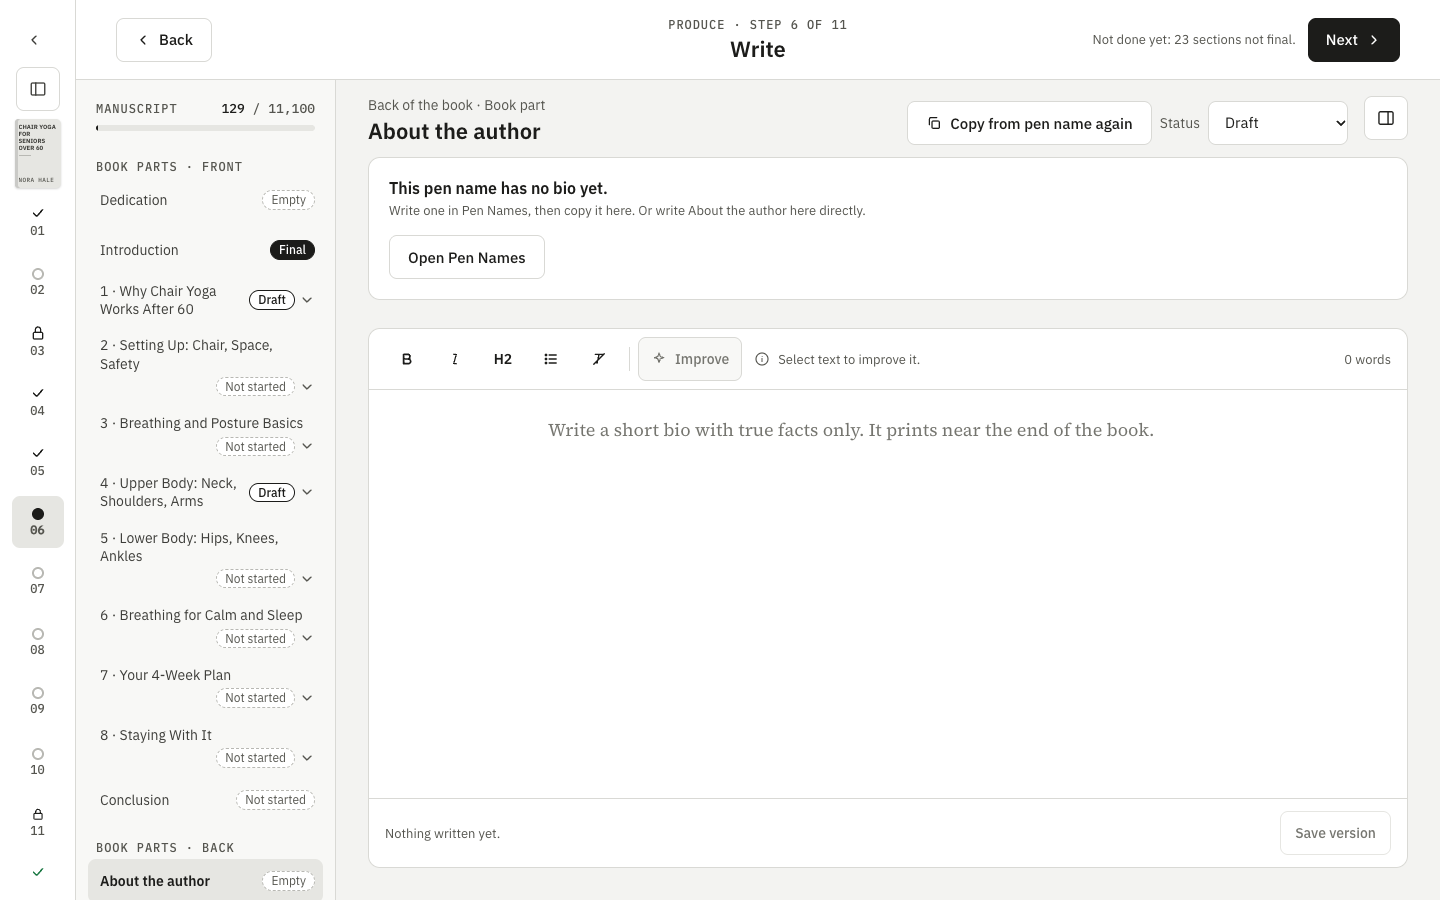 Back
PRODUCE · STEP 6 OF 11
Write
Not done yet: 23 sections not final.
Next
CHAIR YOGA
FOR
SENIORS
OVER 60
NORA HALE
01
02
03
04
05
06
07
08
09
10
11
MANUSCRIPT 129 / 11,100
BOOK PARTS · FRONT
Dedication Empty
Introduction Final
1 · Why Chair Yoga
Works After 60
Draft
2 · Setting Up: Chair, Space,
Safety
Not started
3 · Breathing and Posture Basics
Not started
4 · Upper Body: Neck,
Shoulders, Arms
Draft
5 · Lower Body: Hips, Knees,
Ankles
Not started
6 · Breathing for Calm and Sleep
Not started
7 · Your 4-Week Plan
Not started
8 · Staying With It
Not started
Conclusion Not started
BOOK PARTS · BACK
About the author Empty
Back of the book · Book part
About the author
Copy from pen name again
Status
Draft
This pen name has no bio yet.
Write one in Pen Names, then copy it here. Or write About the author here directly.
Open Pen Names
B I H2 T Improve Select text to improve it. 0 words
Write a short bio with true facts only. It prints near the end of the book.
Nothing written yet.
Save version